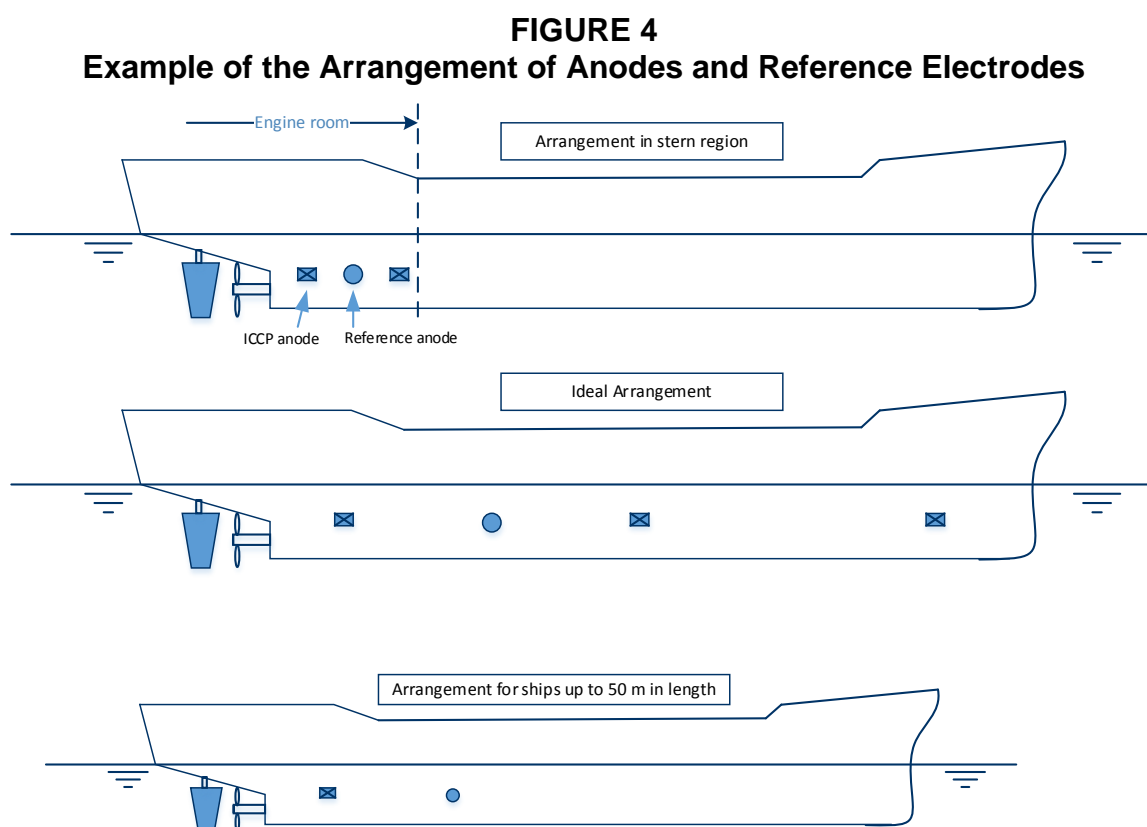 FIGURE 4
Example of the Arrangement of Anodes and Reference Electrodes
Engine room
Arrangement in stern region
ICCP anode
Reference anode
Ideal Arrangement
Arrangement for ships up to 50 m in length